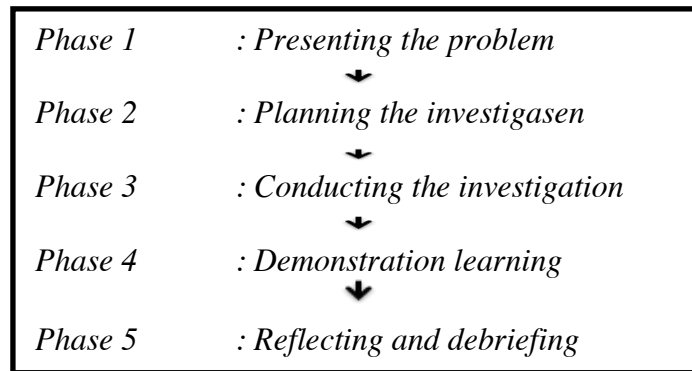 Phase 1 : Presenting the problem
Phase 2 : Planning the investigasen
Phase 3 : Conducting the investigation
Phase 4 : Demonstration learning
Phase 5 : Reflecting and debriefing